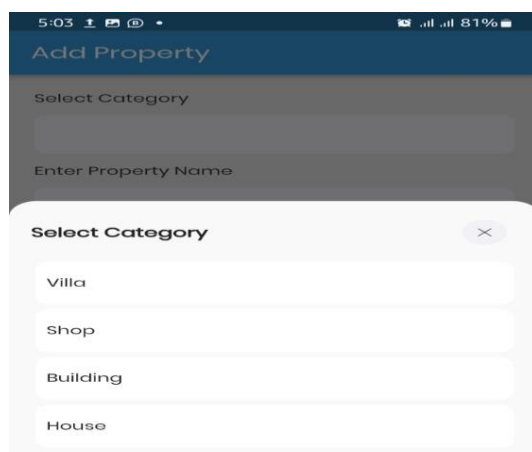 5:03
81%
Add Property
Select Category
Enter Property Name
Select Category
Villa
Shop
Building
House